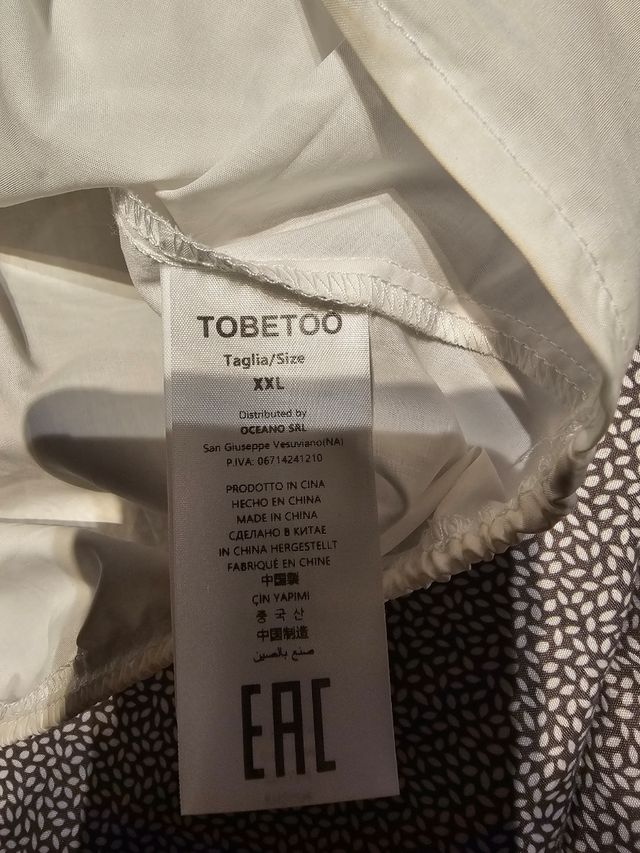 TOBETOO
Taglia/Size
XXL
Distributed by
OCEANO SRL
San Giuseppe Vesuviano(NA)
P.IVA: 06714241210
PRODOTTO IN CINA
HECHO EN CHINA
MADE IN CHINA
СДЕЛАНО В КИТАЕ
IN CHINA HERGESTELLT
FABRIQUÉ EN CHINE
中国製
ÇIN YAPIMI
중국산
中国制造
صنع بالصين
EAC